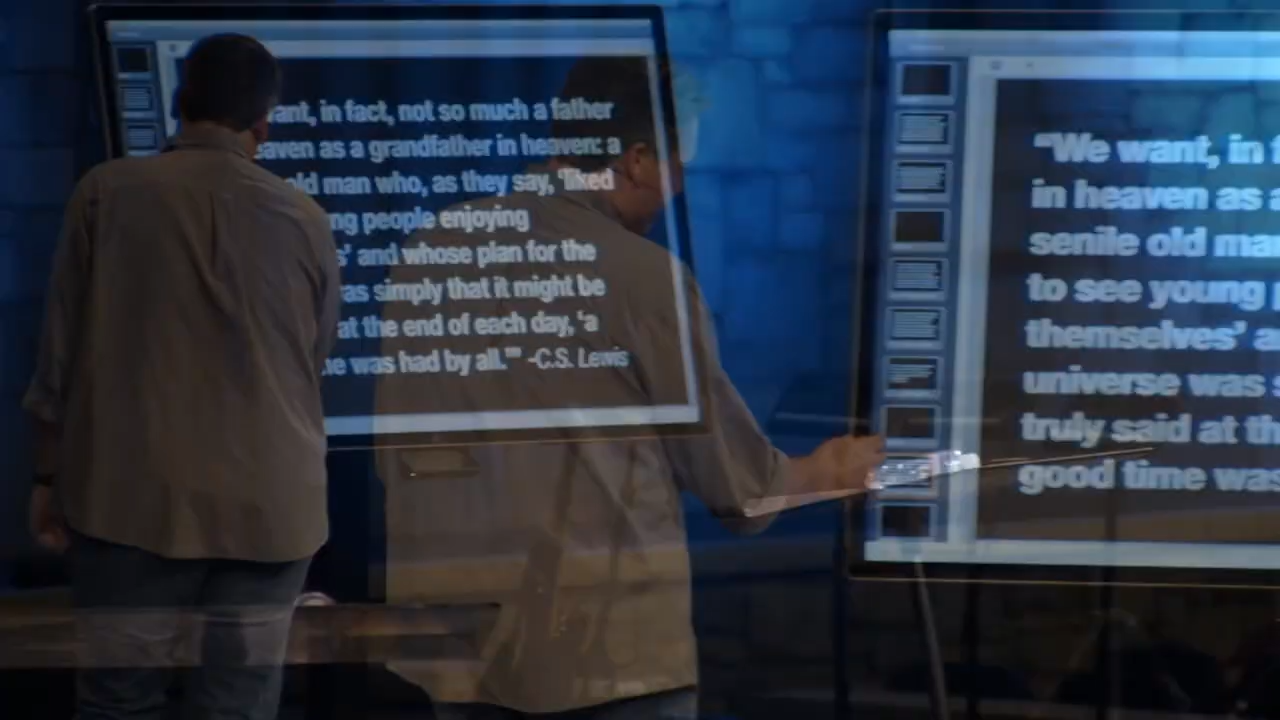 ant, in fact, not so much a father
eaven as a grandfather in heaven: a
old man who, as they say, ‘liked
ng people enjoying
s’ and whose plan for the
as simply that it might be
at the end of each day, ‘a
e was had by all.’” -C.S. Lewis
“We want, in f
in heaven as a
senile old mar
to see young p
themselves’ a
universe was s
truly said at th
good time was